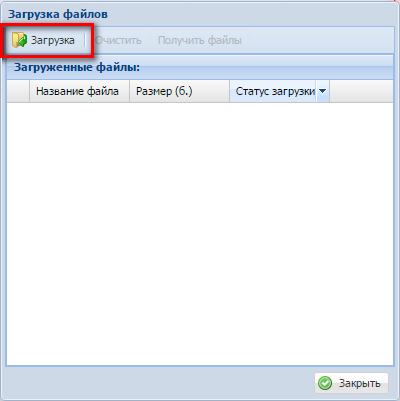 Загрузка файлов
Загрузка Очистить Получить файлы
Загруженные файлы:
Название файла Размер (б.) Статус загрузки
Закрыть